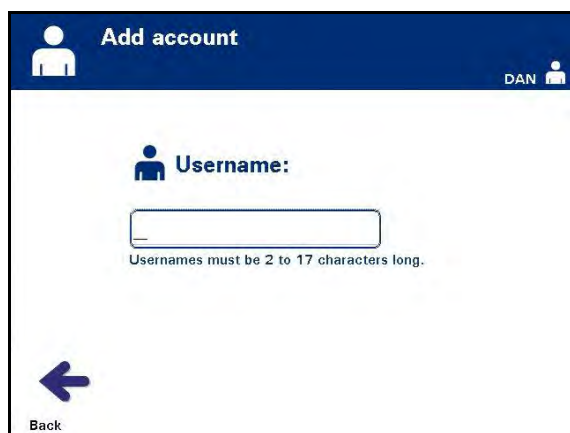 Add account
DAN
Username:
_
Usernames must be 2 to 17 characters long.
Back